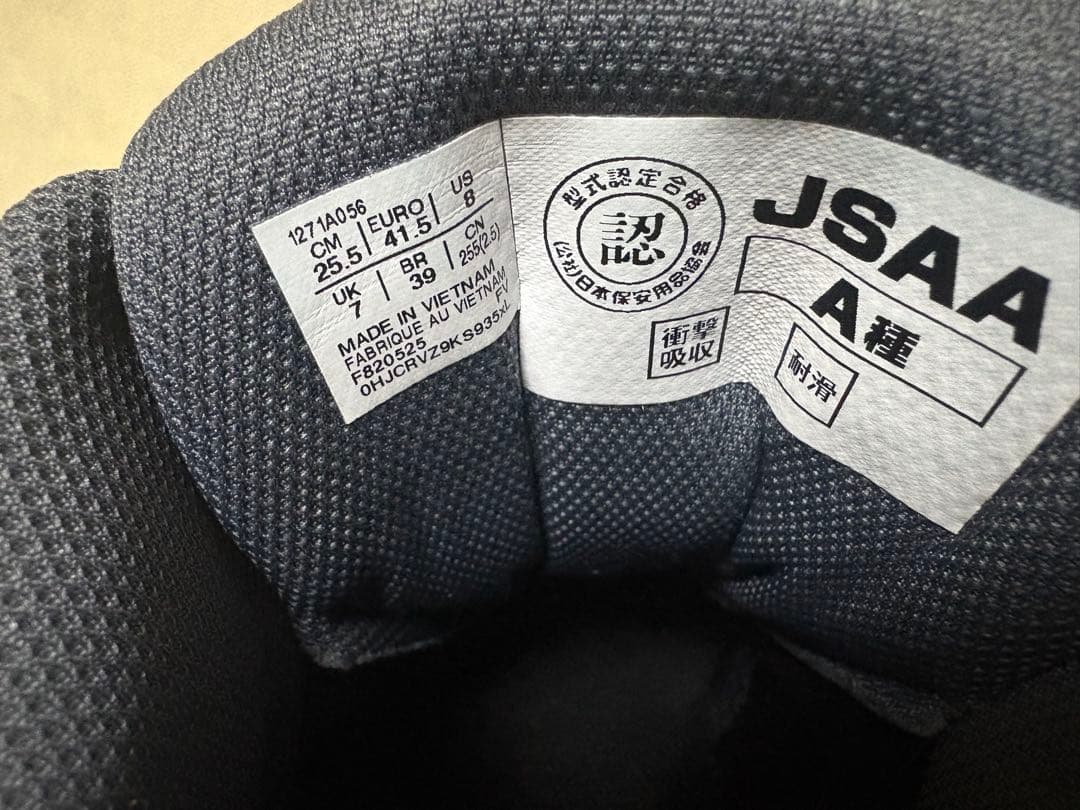 1271A056
CM 25.5 EURO 41.5 US 8
UK 7 BR 39 CN 255(2.5)
MADE IN VIETNAM
FABRIQUE AU VIETNAM
F820525 FV
0HJCRVZ9KS935xL
型式認定合格
認
(公社)日本保安用品協会
衝撃
吸収
JSAA
A種
耐滑